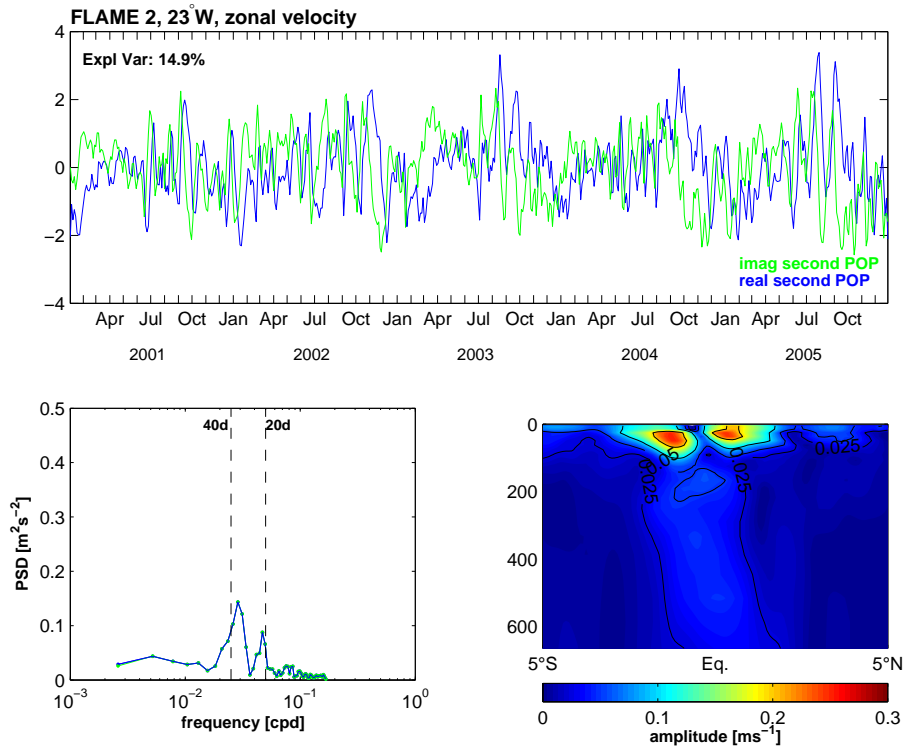 FLAME 2, 23°W, zonal velocity
4
Expl Var: 14.9%
2
0
−2
imag second POP
real second POP
−4
Apr Jul Oct Jan Apr Jul Oct Jan Apr Jul Oct Jan Apr Jul Oct Jan Apr Jul Oct
2001 2002 2003 2004 2005
0.5
40d 20d
0.4
0.3
0.2
0.1
0
PSD [m²s⁻²]
10⁻³ 10⁻² 10⁻¹ 10⁰
frequency [cpd]
0
200
400
600
0.05
0.025
0.025
0.025
5°S Eq. 5°N
0 0.1 0.2 0.3
amplitude [ms⁻¹]